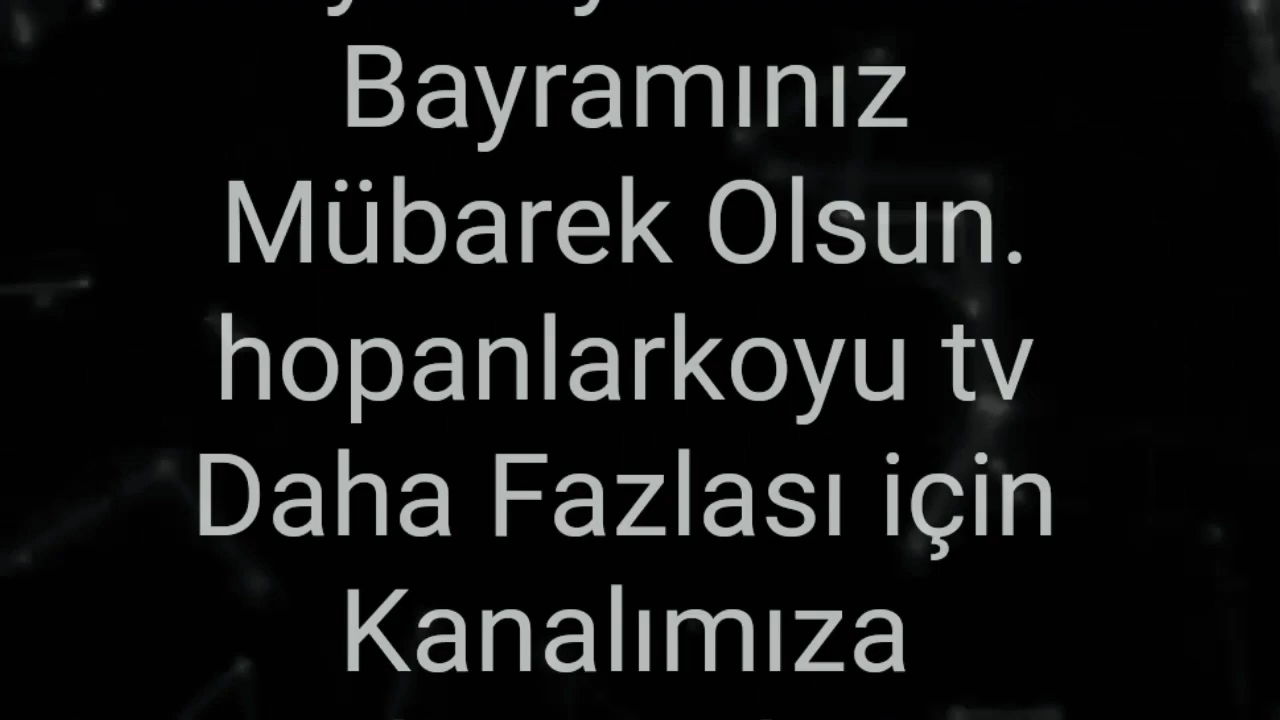 Bayramınız
Mübarek Olsun.
hopanlarkoyu tv
Daha Fazlası için
Kanalımıza